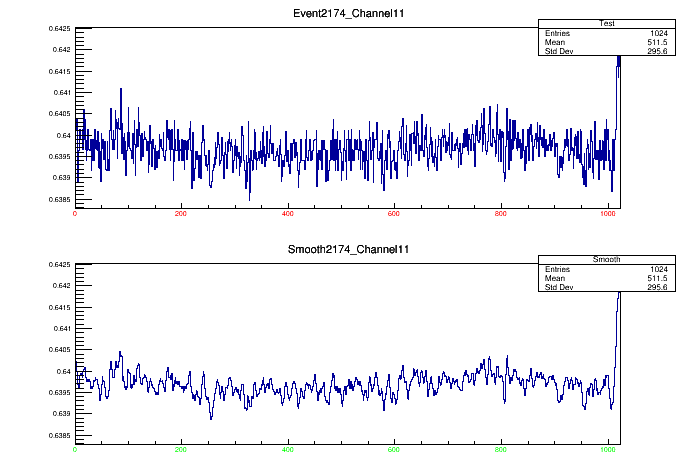 Event2174_Channel11
Test
Entries 1024
Mean 511.5
Std Dev 295.6
0.6425
0.642
0.6415
0.641
0.6405
0.64
0.6395
0.639
0.6385
0 200 400 600 800 1000
Smooth2174_Channel11
Smooth
Entries 1024
Mean 511.5
Std Dev 295.6
0.6425
0.642
0.6415
0.641
0.6405
0.64
0.6395
0.639
0.6385
0 200 400 600 800 1000